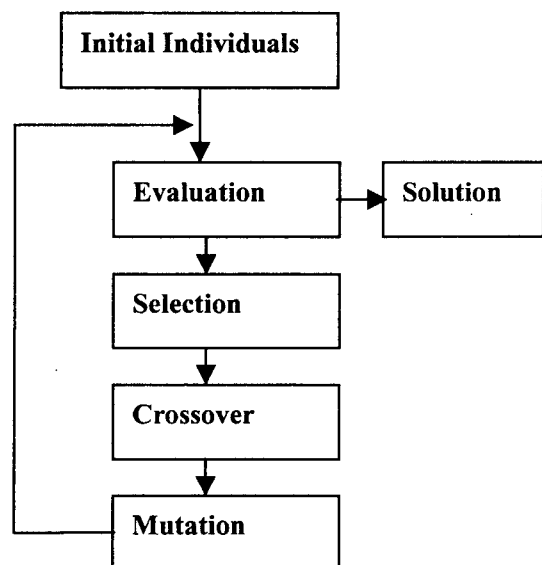 Initial Individuals
Evaluation
Solution
Selection
Crossover
Mutation